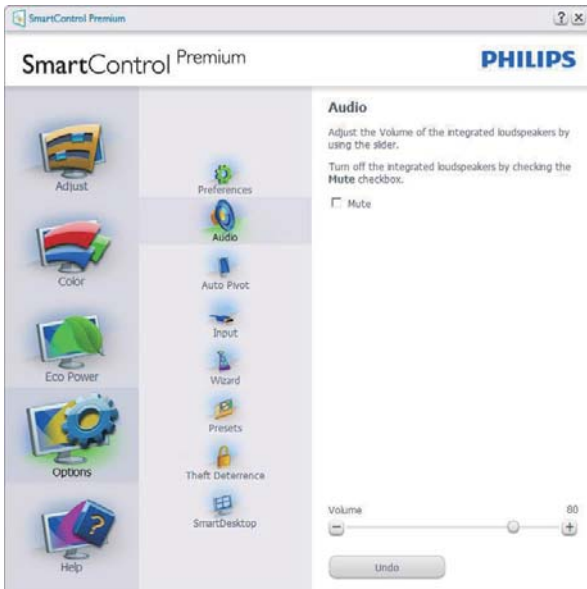 SmartControl Premium
SmartControl Premium
PHILIPS
Adjust
Color
Eco Power
Options
Help
Preferences
Audio
Auto Pivot
Input
Wizard
Presets
Theft Deterrence
SmartDesktop
Audio
Adjust the Volume of the integrated loudspeakers by
using the slider.
Turn off the integrated loudspeakers by checking the
Mute checkbox.
Mute
Volume 80
Undo